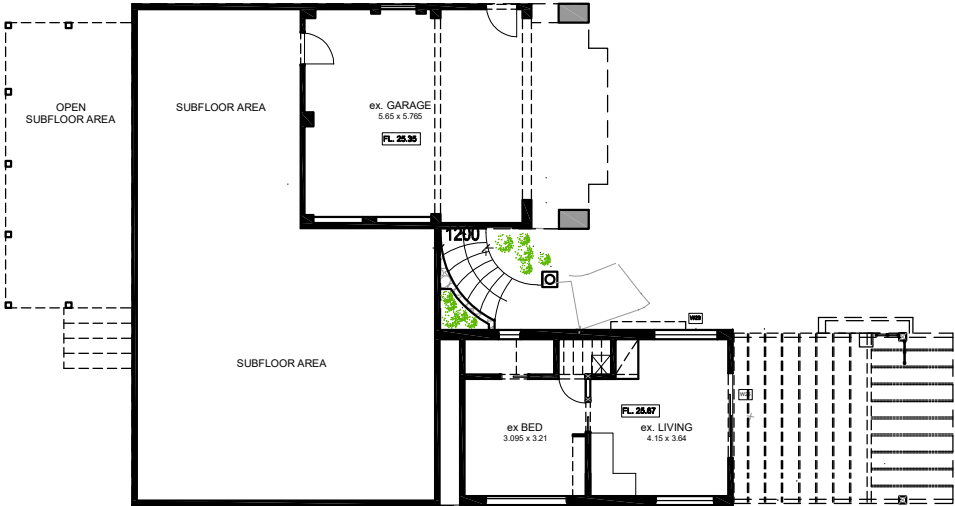 OPEN
SUBFLOOR AREA
SUBFLOOR AREA
ex. GARAGE
5.65 x 5.765
FL. 25.35
1200
W28
SUBFLOOR AREA
FL. 25.67
ex BED
3.095 x 3.21
ex. LIVING
4.15 x 3.64